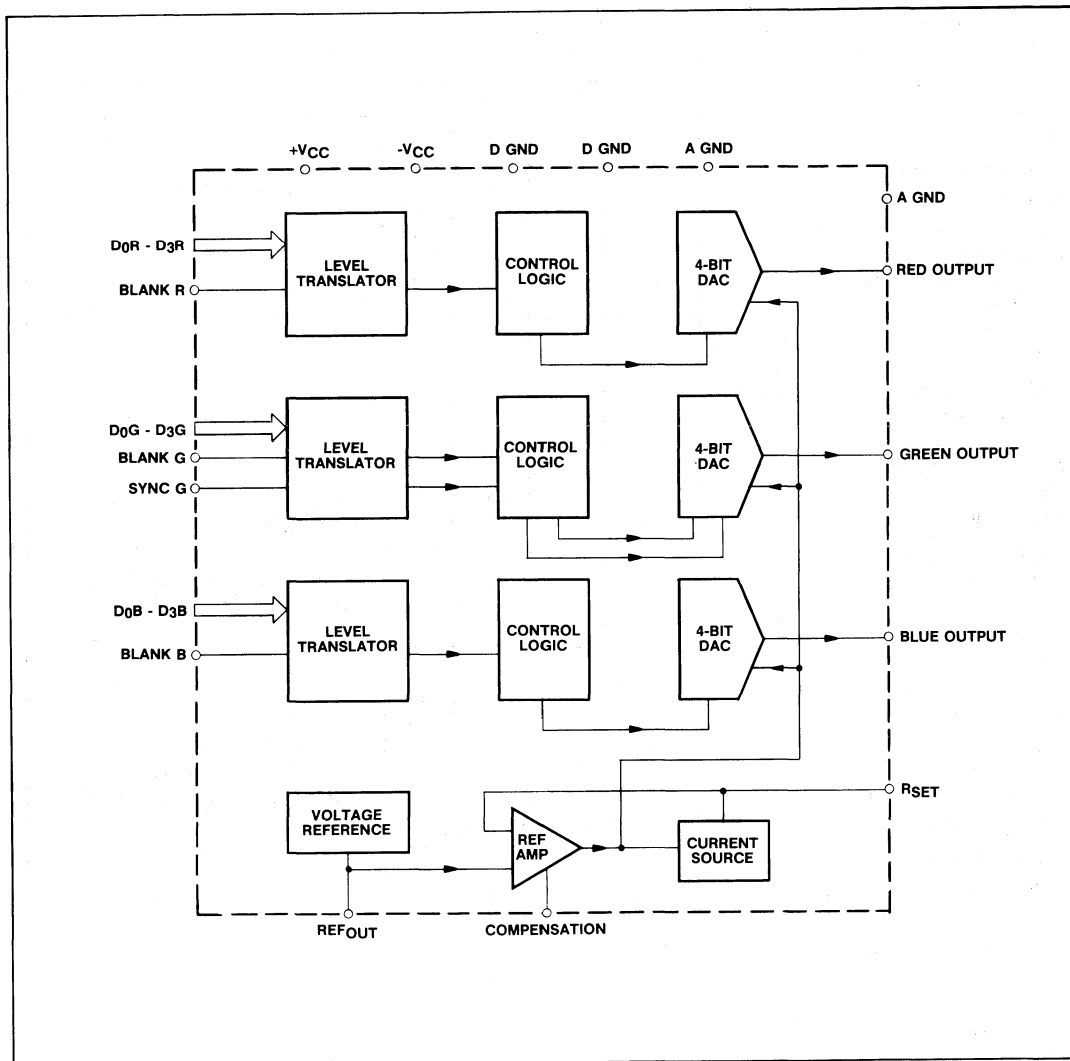 +VCC
-VCC
D GND
D GND
A GND
A GND
D0R - D3R
BLANK R
LEVEL
TRANSLATOR
CONTROL
LOGIC
4-BIT
DAC
RED OUTPUT
D0G - D3G
BLANK G
SYNC G
LEVEL
TRANSLATOR
CONTROL
LOGIC
4-BIT
DAC
GREEN OUTPUT
D0B - D3B
BLANK B
LEVEL
TRANSLATOR
CONTROL
LOGIC
4-BIT
DAC
BLUE OUTPUT
VOLTAGE
REFERENCE
REF
AMP
CURRENT
SOURCE
RSET
REFOUT
COMPENSATION